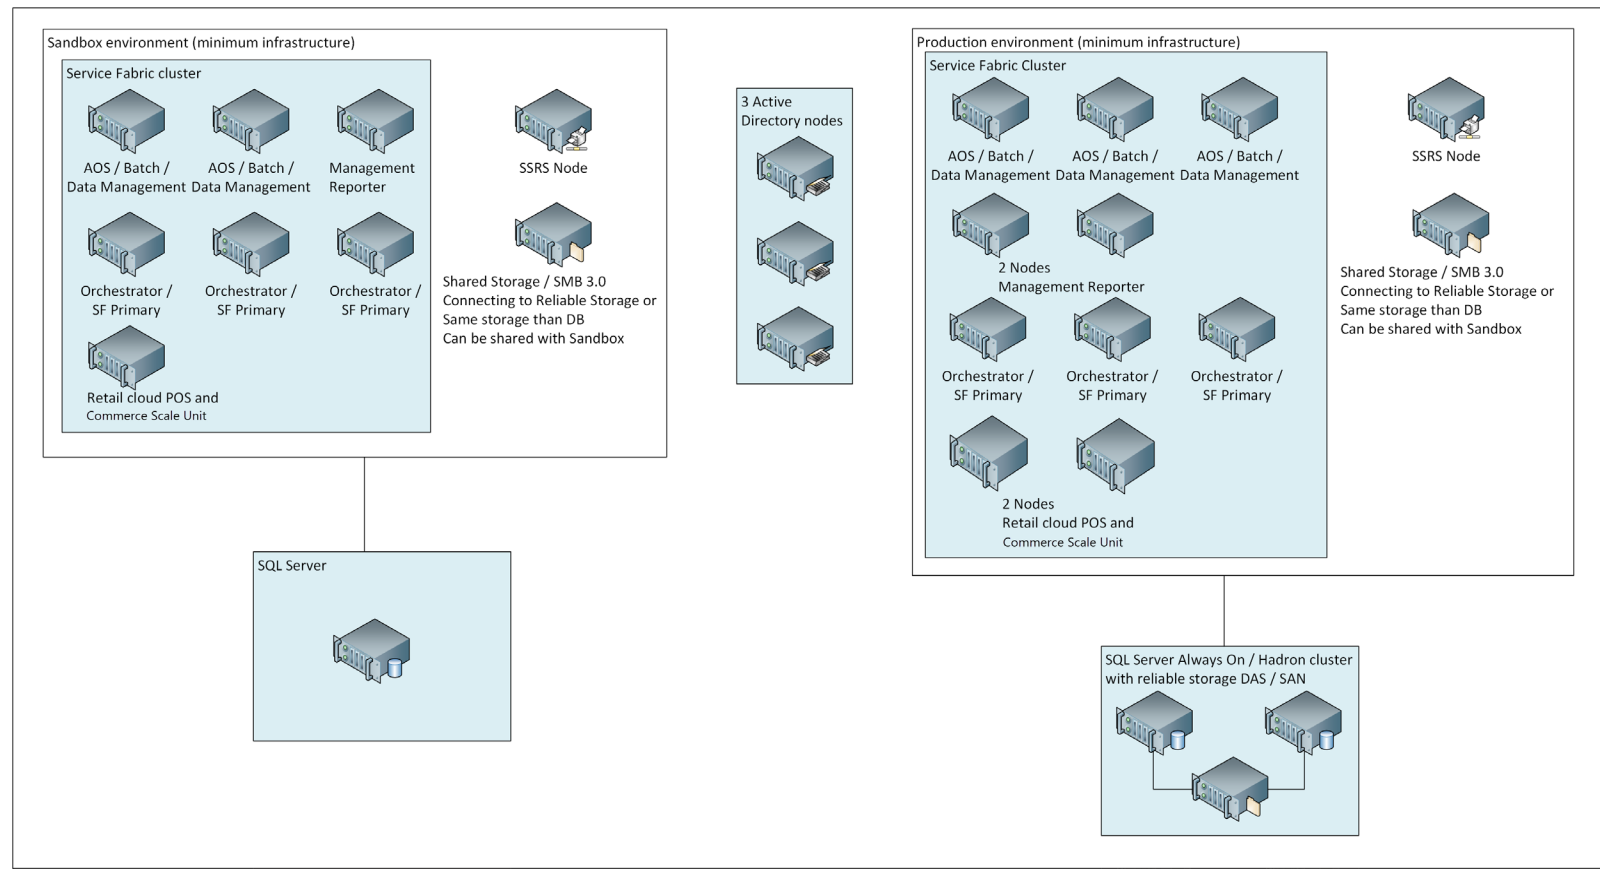 Sandbox environment (minimum infrastructure)
Service Fabric cluster
AOS / Batch /
Data Management
AOS / Batch /
Data Management
Management
Reporter
Orchestrator /
SF Primary
Orchestrator /
SF Primary
Orchestrator /
SF Primary
Retail cloud POS and
Commerce Scale Unit
SSRS Node
Shared Storage / SMB 3.0
Connecting to Reliable Storage or
Same storage than DB
Can be shared with Sandbox
SQL Server
3 Active
Directory nodes
Production environment (minimum infrastructure)
Service Fabric Cluster
AOS / Batch /
Data Management
AOS / Batch /
Data Management
AOS / Batch /
Data Management
2 Nodes
Management Reporter
Orchestrator /
SF Primary
Orchestrator /
SF Primary
Orchestrator /
SF Primary
2 Nodes
Retail cloud POS and
Commerce Scale Unit
SSRS Node
Shared Storage / SMB 3.0
Connecting to Reliable Storage or
Same storage than DB
Can be shared with Sandbox
SQL Server Always On / Hadron cluster
with reliable storage DAS / SAN